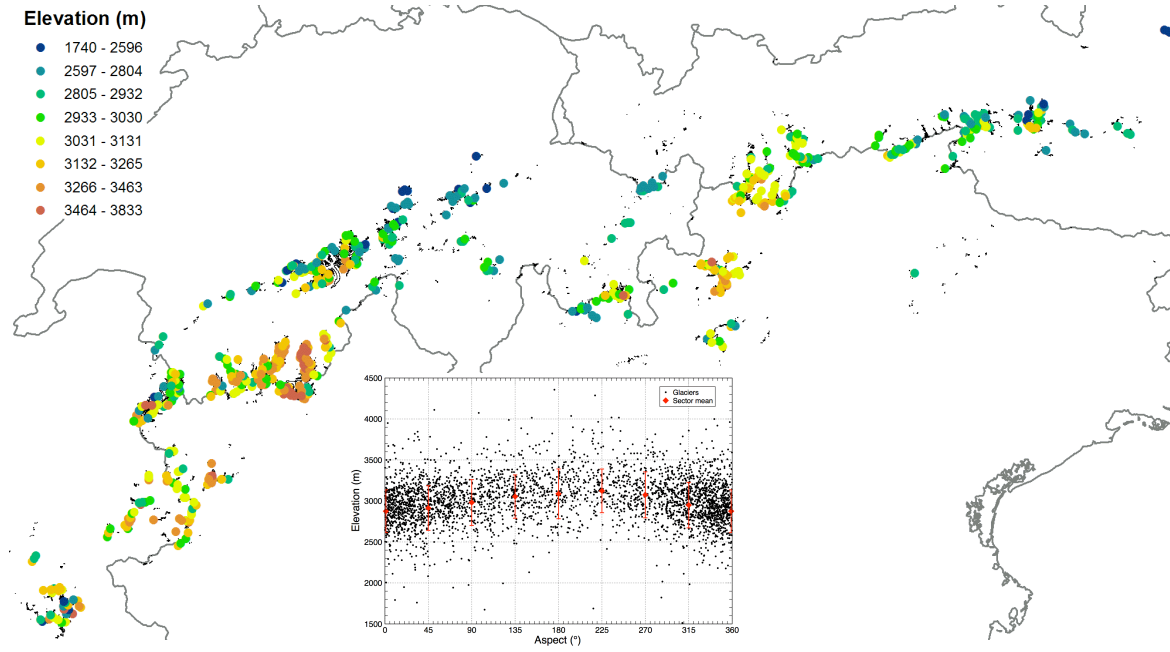 Elevation (m)
1740 - 2596
2597 - 2804
2805 - 2932
2933 - 3030
3031 - 3131
3132 - 3265
3266 - 3463
3464 - 3833
4500
4000
3500
3000
2500
2000
1500
Elevation (m)
Glaciers
Sector mean
0 45 90 135 180 225 270 315 360
Aspect (°)